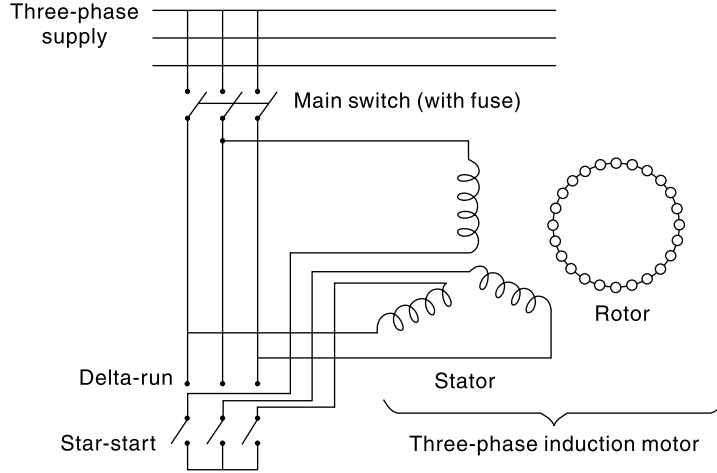 Three-phase
supply
Main switch (with fuse)
Rotor
Delta-run
Stator
Star-start
Three-phase induction motor